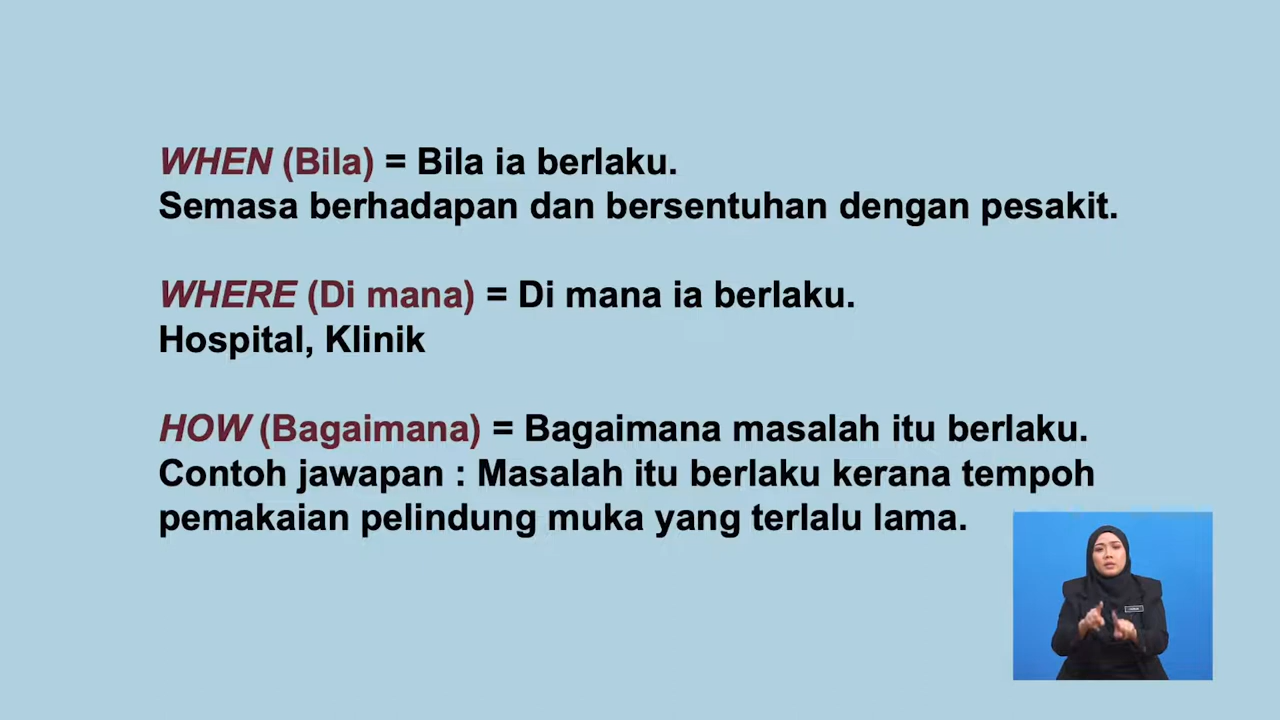 WHEN (Bila) = Bila ia berlaku.
Semasa berhadapan dan bersentuhan dengan pesakit.
WHERE (Di mana) = Di mana ia berlaku.
Hospital, Klinik
HOW (Bagaimana) = Bagaimana masalah itu berlaku.
Contoh jawapan : Masalah itu berlaku kerana tempoh
pemakaian pelindung muka yang terlalu lama.